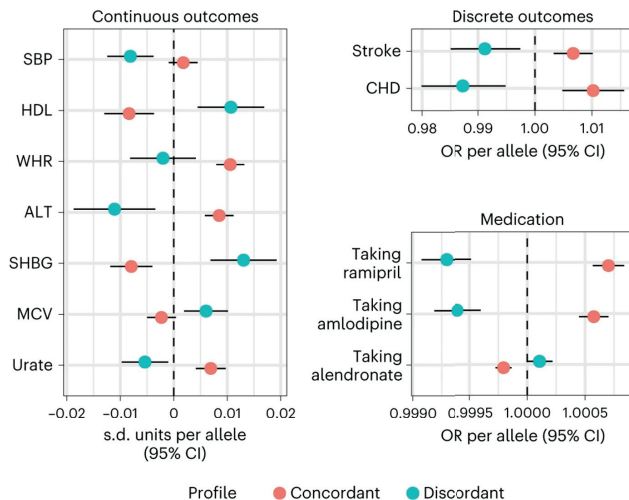 Continuous outcomes
SBP
HDL
WHR
ALT
SHBG
MCV
Urate
−0.02 −0.01 0 0.01 0.02
s.d. units per allele
(95% CI)
Discrete outcomes
Stroke
CHD
0.98 0.99 1.00 1.01
OR per allele (95% CI)
Medication
Taking
ramipril
Taking
amlodipine
Taking
alendronate
0.9990 0.9995 1.0000 1.0005
OR per allele (95% CI)
Profile Concordant Discordant